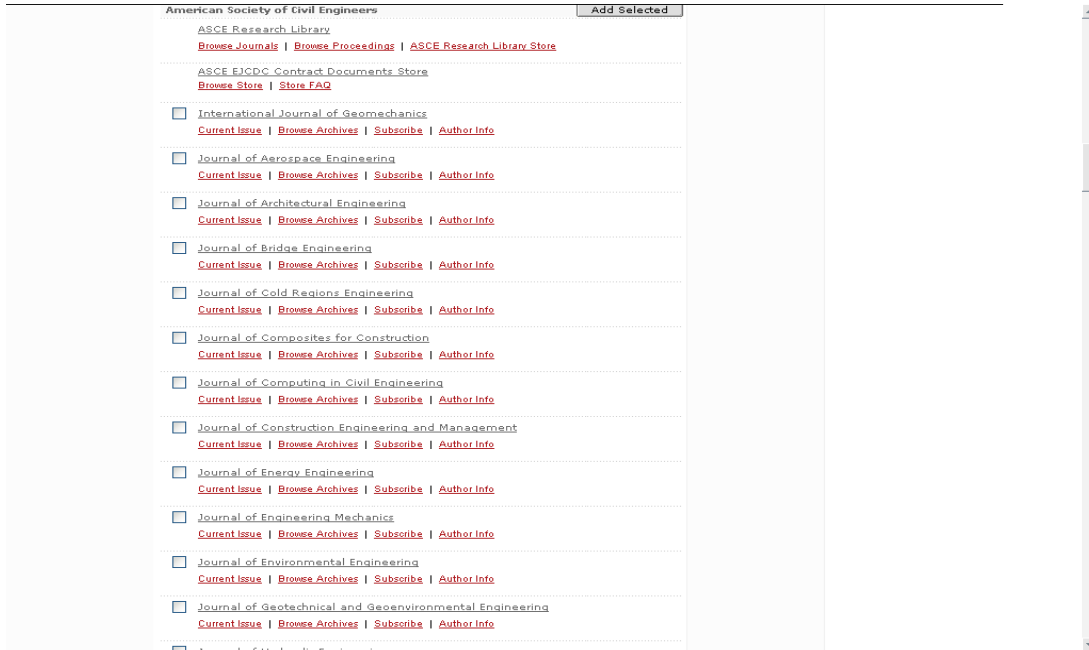 American Society of Civil Engineers Add Selected
ASCE Research Library
Browse Journals | Browse Proceedings | ASCE Research Library Store
ASCE EJCDC Contract Documents Store
Browse Store | Store FAQ
International Journal of Geomechanics
Current Issue | Browse Archives | Subscribe | Author Info
Journal of Aerospace Engineering
Current Issue | Browse Archives | Subscribe | Author Info
Journal of Architectural Engineering
Current Issue | Browse Archives | Subscribe | Author Info
Journal of Bridge Engineering
Current Issue | Browse Archives | Subscribe | Author Info
Journal of Cold Regions Engineering
Current Issue | Browse Archives | Subscribe | Author Info
Journal of Composites for Construction
Current Issue | Browse Archives | Subscribe | Author Info
Journal of Computing in Civil Engineering
Current Issue | Browse Archives | Subscribe | Author Info
Journal of Construction Engineering and Management
Current Issue | Browse Archives | Subscribe | Author Info
Journal of Energy Engineering
Current Issue | Browse Archives | Subscribe | Author Info
Journal of Engineering Mechanics
Current Issue | Browse Archives | Subscribe | Author Info
Journal of Environmental Engineering
Current Issue | Browse Archives | Subscribe | Author Info
Journal of Geotechnical and Geoenvironmental Engineering
Current Issue | Browse Archives | Subscribe | Author Info